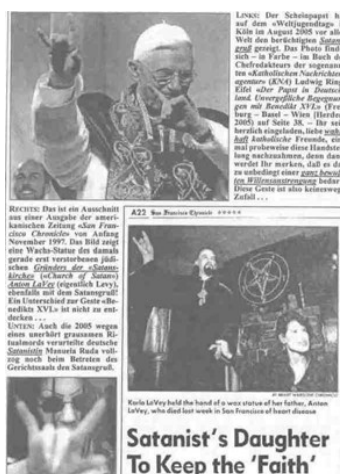 LINKS: Der Scheinpapst h
auf dem «Weltjugendtag»
Köln im August 2005 vor alle
Welt den berüchtigten Satans
gruß gezeigt. Das Photo find
sich – in Farbe – im Buch d
Chefredakteurs der sogenan
ten «Katholischen Nachrichten
agentur» (KNA) Ludwig Ring
Eifel «Der Papst in Deutsch
land. Unvergeßliche Begegnun
gen mit Benedikt XVI.» (Frei
burg – Basel – Wien (Herder
2005) auf Seite 38. – Ihr sei
herzlich eingeladen, liebe wahr
haft katholische Freunde, ein
mal probeweise diese Handstel
lung nachzuahmen, denn dan
werdet Ihr merken, daß es da
zu unbedingt einer ganz bewuß
ten Willensanstrengung bedarf
Diese Geste ist also keineswegs
Zufall . . .
RECHTS: Das ist ein Ausschnitt
aus einer Ausgabe der ameri-
kanischen Zeitung «San Fran-
cisco Chronicle» von Anfang
November 1997. Das Bild zeigt
eine Wachs-Statue des damals
gerade erst verstorbenen jüdi-
schen Gründers der «Satans-
kirche» («Church of Satan»)
Anton LaVey (eigentlich Levy),
ebenfalls mit dem Satansgruß!
Ein Unterschied zur Geste «Be-
nedikts XVI.» ist nicht zu ent-
decken . . .
UNTEN: Auch die 2005 wegen
eines unerhört grausamen Ri-
tualmords verurteilte deutsche
Satanistin Manuela Ruda voll-
zog noch beim Betreten des
Gerichtssaals den Satansgruß.
A22 San Francisco Chronicle
Karla LaVey held the hand of a wax statue of her father, Anton
LaVey, who died last week in San Francisco of heart disease
Satanist's Daughter
To Keep the 'Faith'